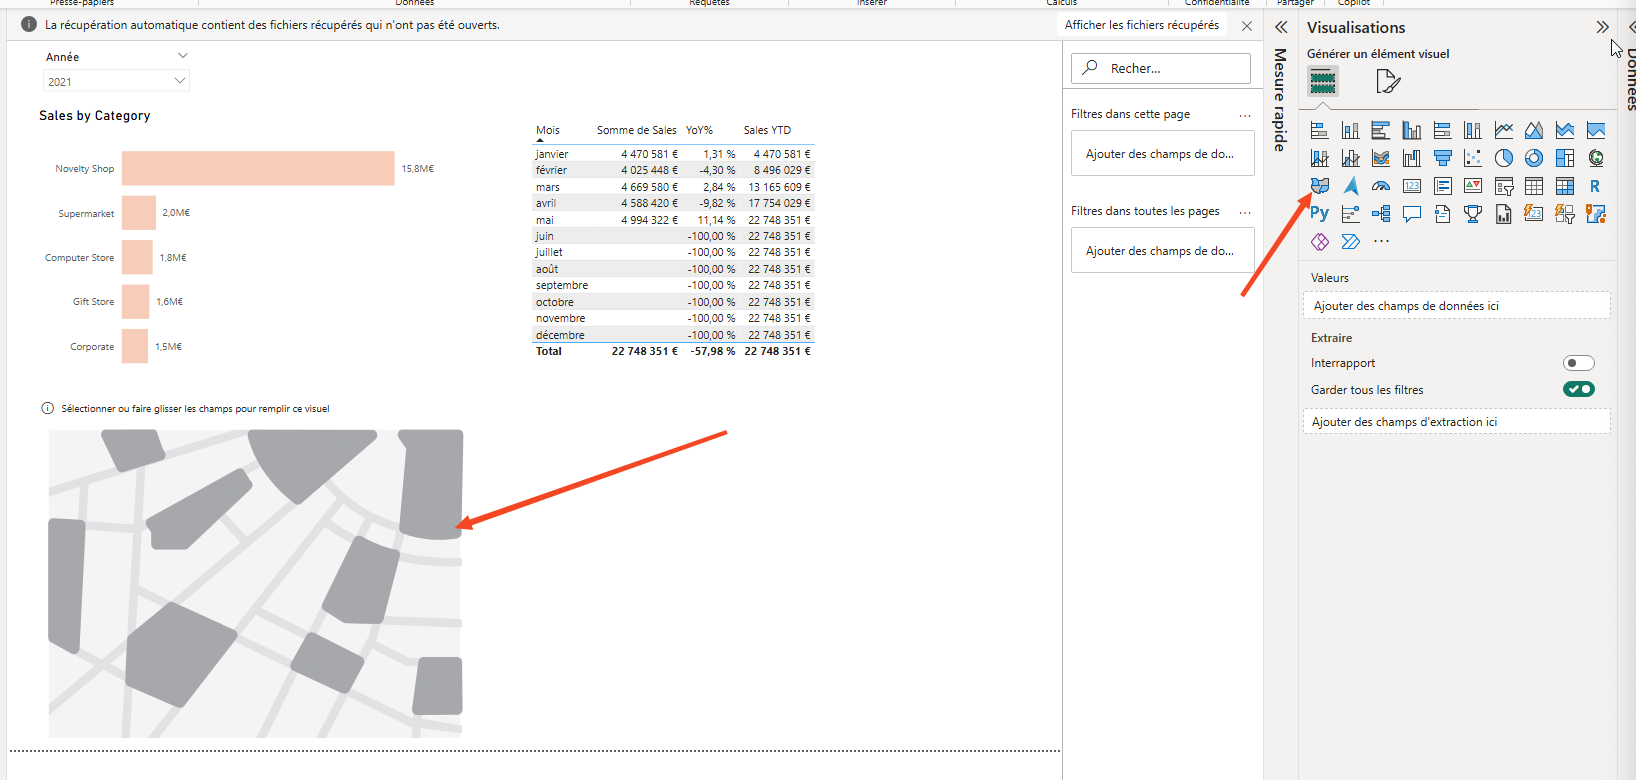 Presse-papiers
Données
Requêtes
Insérer
Calculs
Confidentialité
Partager
Copilot
La récupération automatique contient des fichiers récupérés qui n'ont pas été ouverts.
Afficher les fichiers récupérés
Année
2021
Sales by Category
Novelty Shop 15,8M€
Supermarket 2,0M€
Computer Store 1,8M€
Gift Store 1,6M€
Corporate 1,5M€
Mois Somme de Sales YoY% Sales YTD
janvier 4 470 581 € 1,31 % 4 470 581 €
février 4 025 448 € -4,30 % 8 496 029 €
mars 4 669 580 € 2,84 % 13 165 609 €
avril 4 588 420 € -9,82 % 17 754 029 €
mai 4 994 322 € 11,14 % 22 748 351 €
juin -100,00 % 22 748 351 €
juillet -100,00 % 22 748 351 €
août -100,00 % 22 748 351 €
septembre -100,00 % 22 748 351 €
octobre -100,00 % 22 748 351 €
novembre -100,00 % 22 748 351 €
décembre -100,00 % 22 748 351 €
Total 22 748 351 € -57,98 % 22 748 351 €
Sélectionner ou faire glisser les champs pour remplir ce visuel
Recher...
Filtres dans cette page ...
Ajouter des champs de do...
Filtres dans toutes les pages ...
Ajouter des champs de do...
Mesure rapide
Visualisations
Générer un élément visuel
123
R
Py
123
...
Valeurs
Ajouter des champs de données ici
Extraire
Interrapport
Garder tous les filtres
Ajouter des champs d'extraction ici
Données